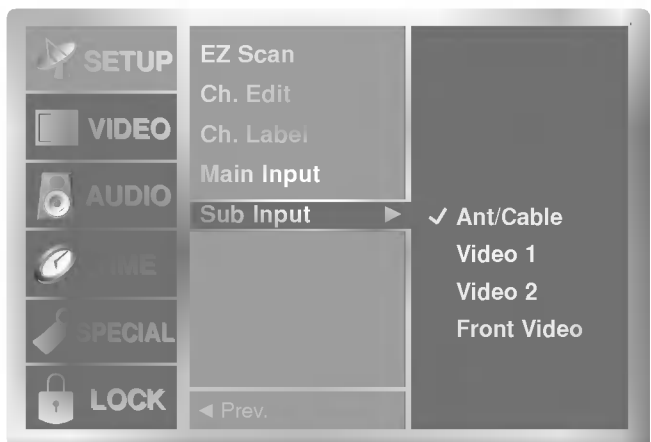 SETUP
VIDEO
AUDIO
TIME
SPECIAL
LOCK
EZ Scan
Ch. Edit
Ch. Label
Main Input
Sub Input ▶
◀ Prev.
✓ Ant/Cable
Video 1
Video 2
Front Video